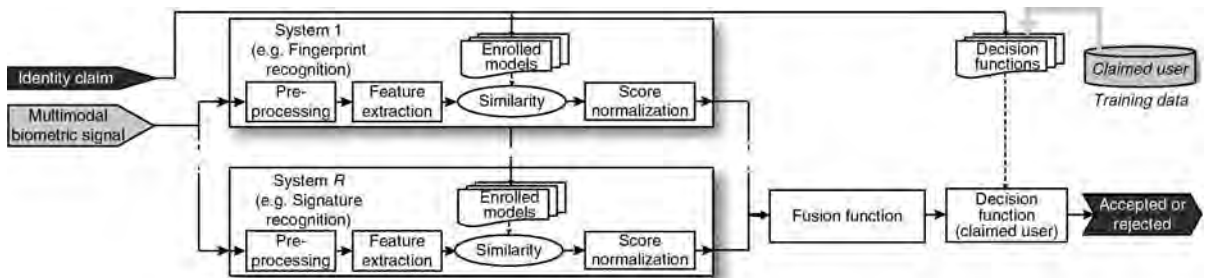 Identity claim
Multimodal
biometric signal
System 1
(e.g. Fingerprint
recognition)
Pre-
processing
Feature
extraction
Enrolled
models
Similarity
Score
normalization
System R
(e.g. Signature
recognition)
Pre-
processing
Feature
extraction
Enrolled
models
Similarity
Score
normalization
Fusion function
Decision
functions
Claimed user
Training data
Decision
function
(claimed user)
Accepted or
rejected